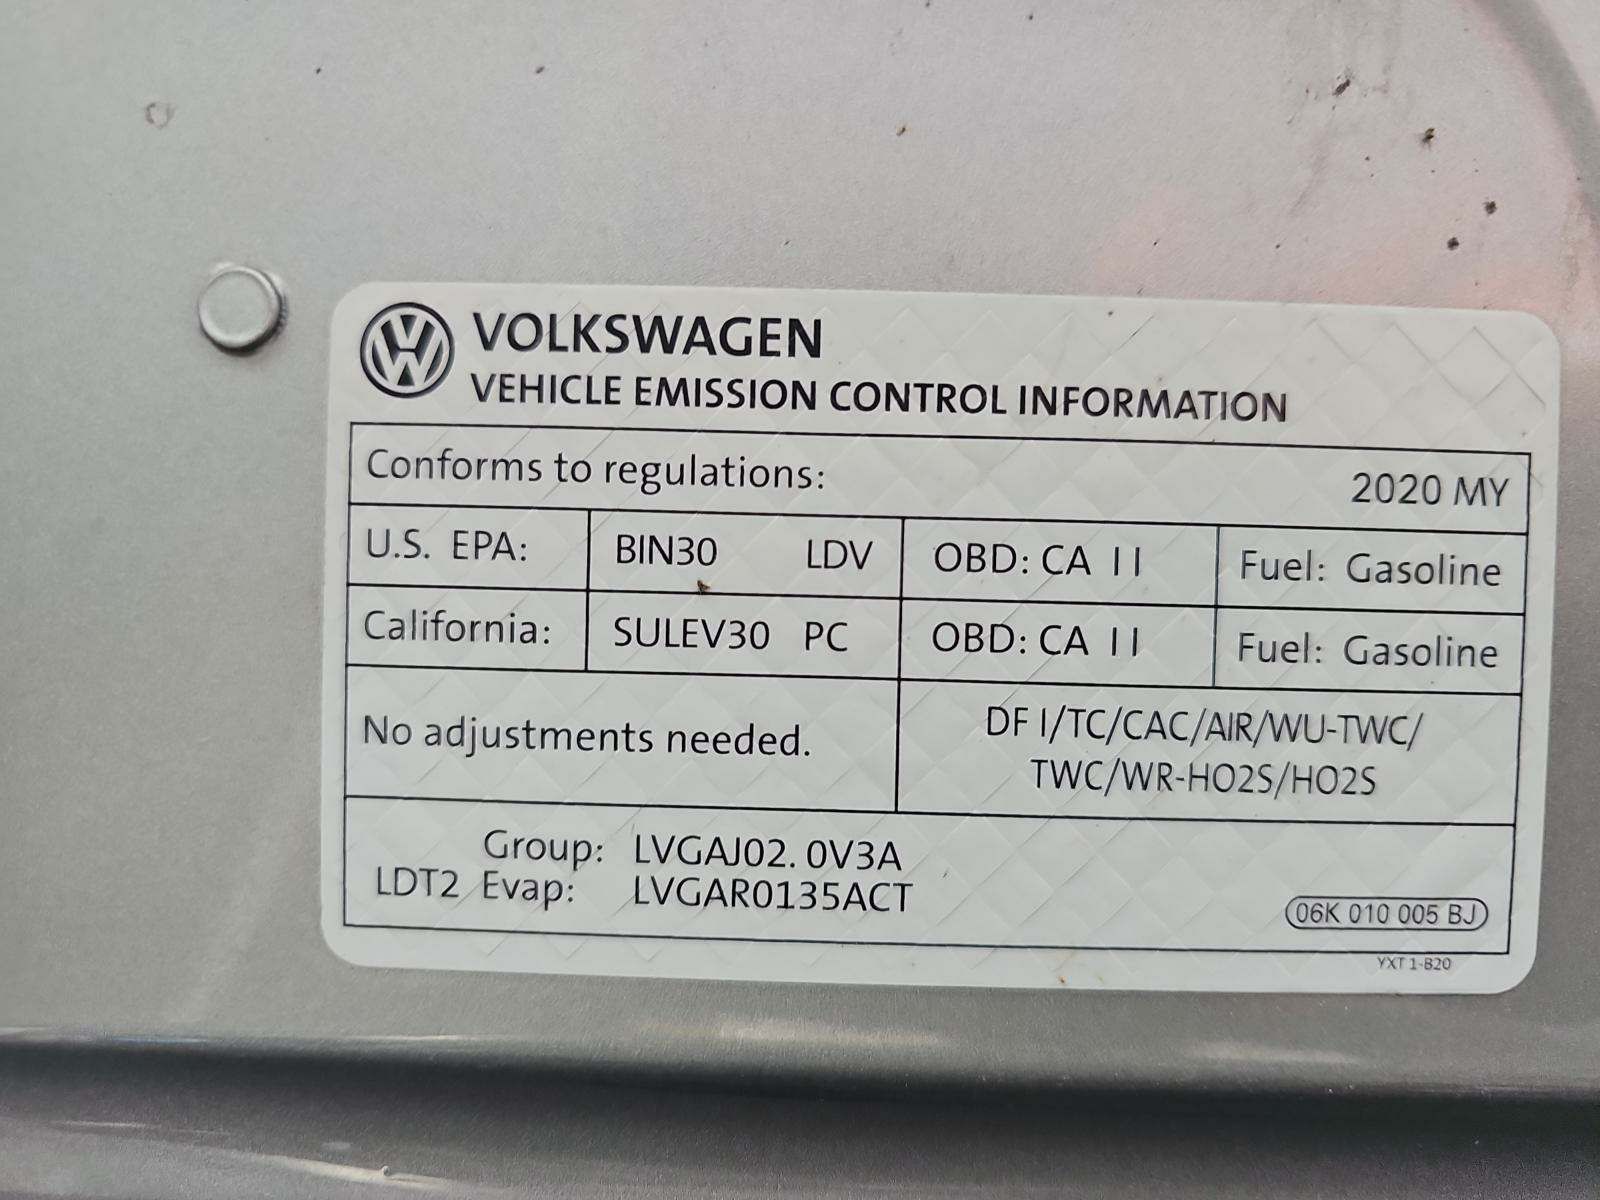 VOLKSWAGEN
VEHICLE EMISSION CONTROL INFORMATION
Conforms to regulations: 2020 MY
U.S. EPA: BIN30 LDV OBD: CA II Fuel: Gasoline
California: SULEV30 PC OBD: CA II Fuel: Gasoline
No adjustments needed.
DFI/TC/CAC/AIR/WU-TWC/
TWC/WR-HO2S/HO2S
Group: LVGAJ02.0V3A
LDT2 Evap: LVGAR0135ACT
06K 010 005 BJ
YXT 1-B20